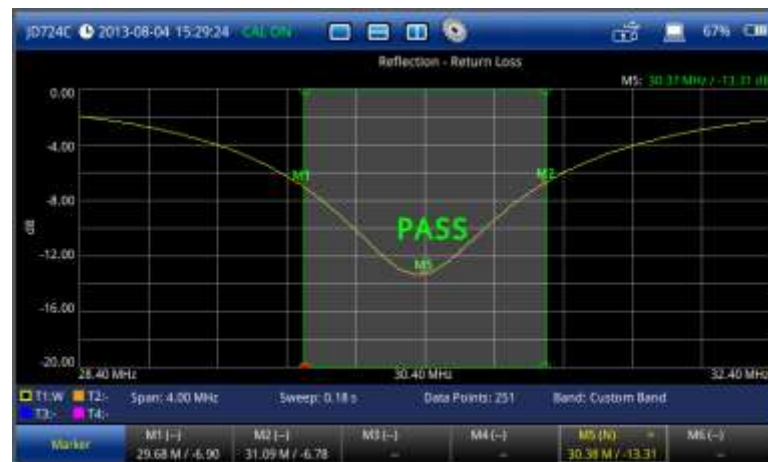 JD724C 2013-08-04 15:29:24 CAL ON 67%
Reflection - Return Loss
M5: 30.37 MHz / -13.31 dB
0.00
-4.00
M1 M2
-8.00
dB
PASS
-12.00
M5
-16.00
-20.00
28.40 MHz 30.40 MHz 32.40 MHz
T1:W T2:- Span: 4.00 MHz Sweep: 0.18 s Data Points: 251 Band: Custom Band
T3:- T4:-
Marker M1 (--) M2 (--) M3 (--) M4 (--) M5 (N) M6 (--)
29.68 M / -6.90 31.09 M / -6.78 -- -- 30.38 M / -13.31 --